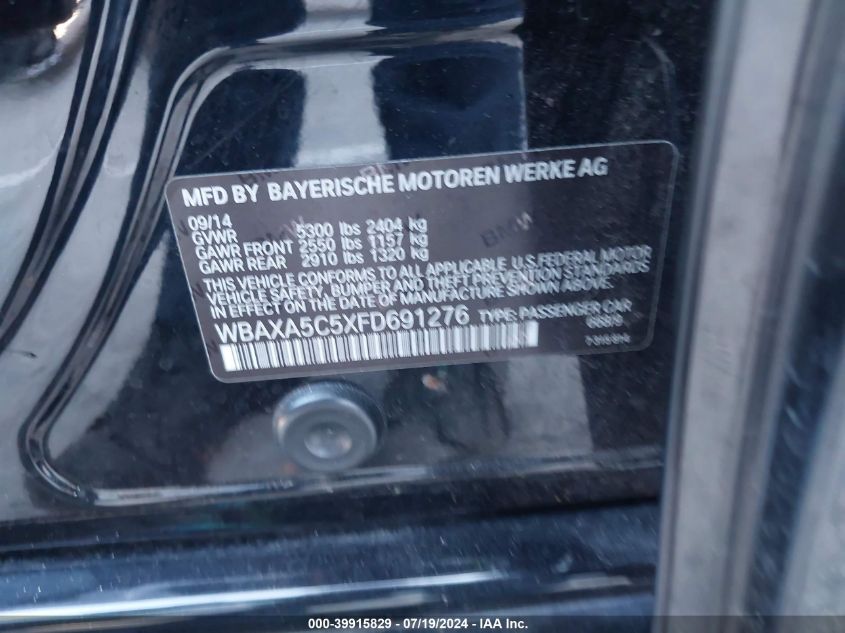 MFD BY BAYERISCHE MOTOREN WERKE AG
09/14
GVWR 5300 lbs 2404 kg
GAWR FRONT 2550 lbs 1157 kg
GAWR REAR 2910 lbs 1320 kg
THIS VEHICLE CONFORMS TO ALL APPLICABLE U.S.FEDERAL MOTOR
VEHICLE SAFETY, BUMPER, AND THEFT PREVENTION STANDARDS
IN EFFECT ON THE DATE OF MANUFACTURE SHOWN ABOVE.
WBAXA5C5XFD691276 TYPE: PASSENGER CAR
000-39915829 / 07/19/2024 - IAA Inc.